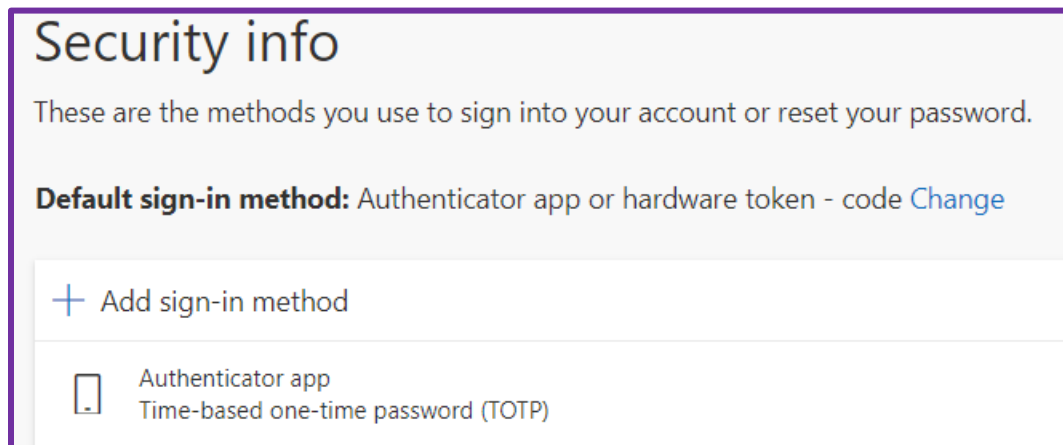 Security info
These are the methods you use to sign into your account or reset your password.
Default sign-in method: Authenticator app or hardware token - code Change
+ Add sign-in method
Authenticator app
Time-based one-time password (TOTP)